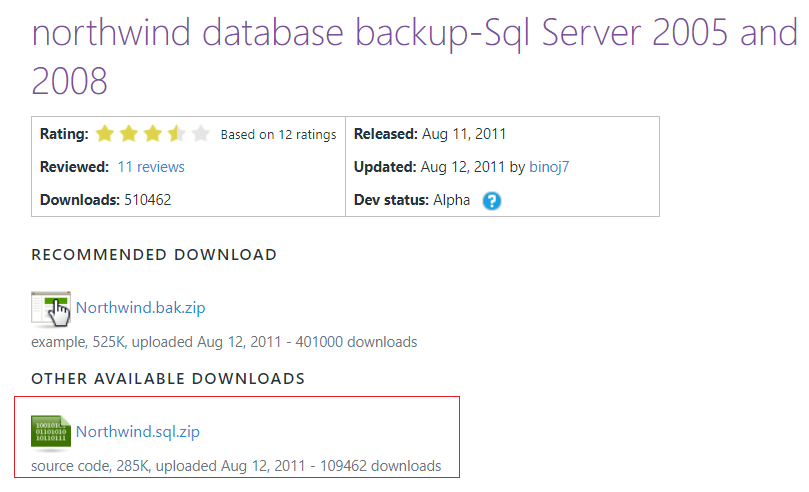 northwind database backup-Sql Server 2005 and
2008
Rating: Based on 12 ratings
Released: Aug 11, 2011
Reviewed: 11 reviews
Updated: Aug 12, 2011 by binoj7
Downloads: 510462
Dev status: Alpha ?
RECOMMENDED DOWNLOAD
Northwind.bak.zip
example, 525K, uploaded Aug 12, 2011 - 401000 downloads
OTHER AVAILABLE DOWNLOADS
Northwind.sql.zip
source code, 285K, uploaded Aug 12, 2011 - 109462 downloads